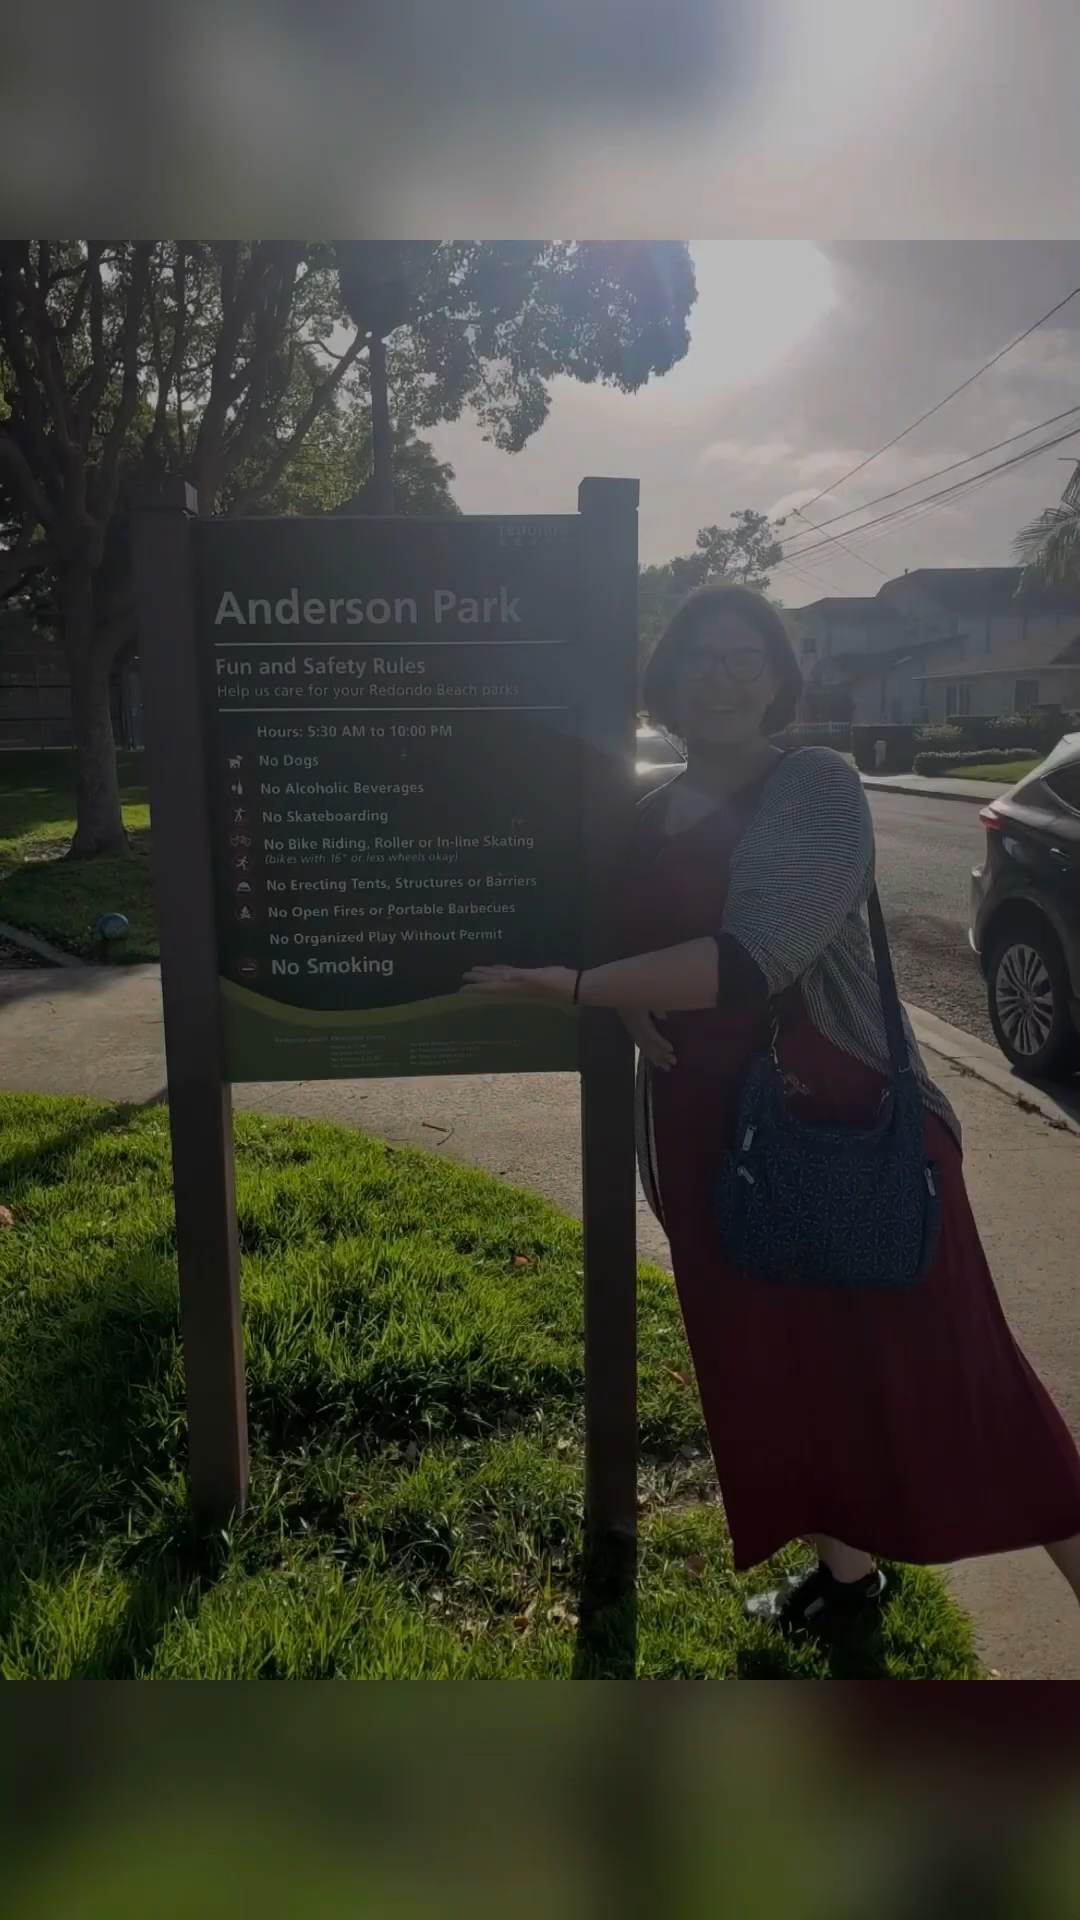 redondo
Anderson Park
Fun and Safety Rules
Help us care for your Redondo Beach parks
Hours: 5:30 AM to 10:00 PM
No Dogs
No Alcoholic Beverages
No Skateboarding
No Bike Riding, Roller or In-line Skating
(bikes with 16" or less wheels okay)
No Erecting Tents, Structures or Barriers
No Open Fires or Portable Barbecues
No Organized Play Without Permit
No Smoking